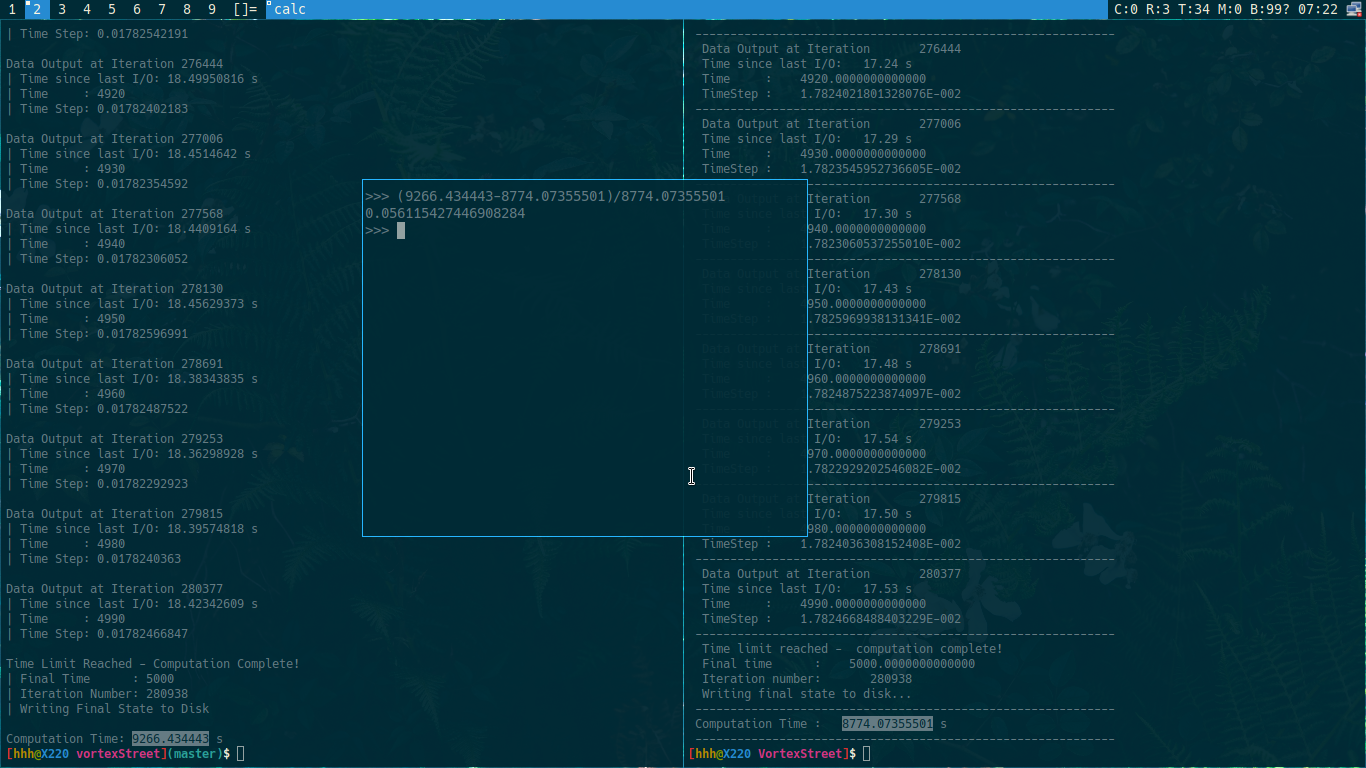 1 2 3 4 5 6 7 8 9 []= calc C:0 R:3 T:34 M:0 B:99? 07:22
| Time Step: 0.01782542191
Data Output at Iteration 276444
| Time since last I/O: 18.49950816 s
| Time : 4920
| Time Step: 0.01782402183
Data Output at Iteration 277006
| Time since last I/O: 18.4514642 s
| Time : 4930
| Time Step: 0.01782354592
Data Output at Iteration 277568
| Time since last I/O: 18.4409164 s
| Time : 4940
| Time Step: 0.01782306052
Data Output at Iteration 278130
| Time since last I/O: 18.45629373 s
| Time : 4950
| Time Step: 0.01782596991
Data Output at Iteration 278691
| Time since last I/O: 18.38343835 s
| Time : 4960
| Time Step: 0.01782487522
Data Output at Iteration 279253
| Time since last I/O: 18.36298928 s
| Time : 4970
| Time Step: 0.01782292923
Data Output at Iteration 279815
| Time since last I/O: 18.39574818 s
| Time : 4980
| Time Step: 0.0178240363
Data Output at Iteration 280377
| Time since last I/O: 18.42342609 s
| Time : 4990
| Time Step: 0.01782466847
Time Limit Reached - Computation Complete!
| Final Time : 5000
| Iteration Number: 280938
| Writing Final State to Disk
Computation Time: 9266.434443 s
[hhh@X220 vortexStreet](master)$
>>> (9266.434443-8774.07355501)/8774.07355501
0.056115427446908284
>>>
------------------------------------------------------------
Data Output at Iteration 276444
Time since last I/O: 17.24 s
Time : 4920.0000000000000
TimeStep : 1.7824021801328076E-002
------------------------------------------------------------
Data Output at Iteration 277006
Time since last I/O: 17.29 s
Time : 4930.0000000000000
TimeStep : 1.7823545952736605E-002
------------------------------------------------------------
Data Output at Iteration 277568
I/O: 17.30 s
940.0000000000000
.7823060537255010E-002
------------------------------------------------------------
Data Output at Iteration 278130
I/O: 17.43 s
950.0000000000000
.7825969938131341E-002
------------------------------------------------------------
Data Output at Iteration 278691
I/O: 17.48 s
960.0000000000000
.7824875223874097E-002
------------------------------------------------------------
Data Output at Iteration 279253
I/O: 17.54 s
970.0000000000000
.7822929202546082E-002
------------------------------------------------------------
Data Output at Iteration 279815
I/O: 17.50 s
980.0000000000000
TimeStep : 1.7824036308152408E-002
------------------------------------------------------------
Data Output at Iteration 280377
Time since last I/O: 17.53 s
Time : 4990.0000000000000
TimeStep : 1.7824668488403229E-002
------------------------------------------------------------
Time limit reached - computation complete!
Final time : 5000.0000000000000
Iteration number: 280938
Writing final state to disk...
------------------------------------------------------------
Computation Time : 8774.07355501 s
------------------------------------------------------------
[hhh@X220 VortexStreet]$